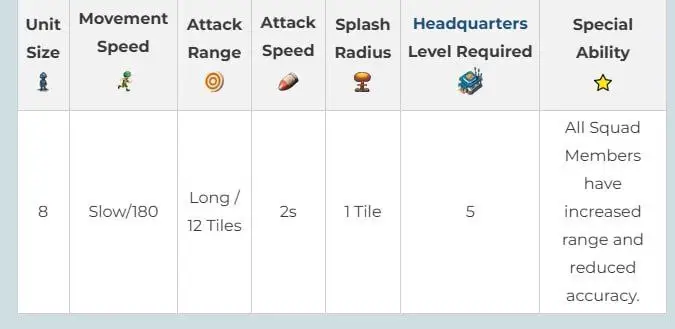 Unit Size
Movement Speed
Attack Range
Attack Speed
Splash Radius
Headquarters Level Required
Special Ability
8
Slow/180
Long / 12 Tiles
2s
1 Tile
5
All Squad
Members
have
increased
range and
reduced
accuracy.